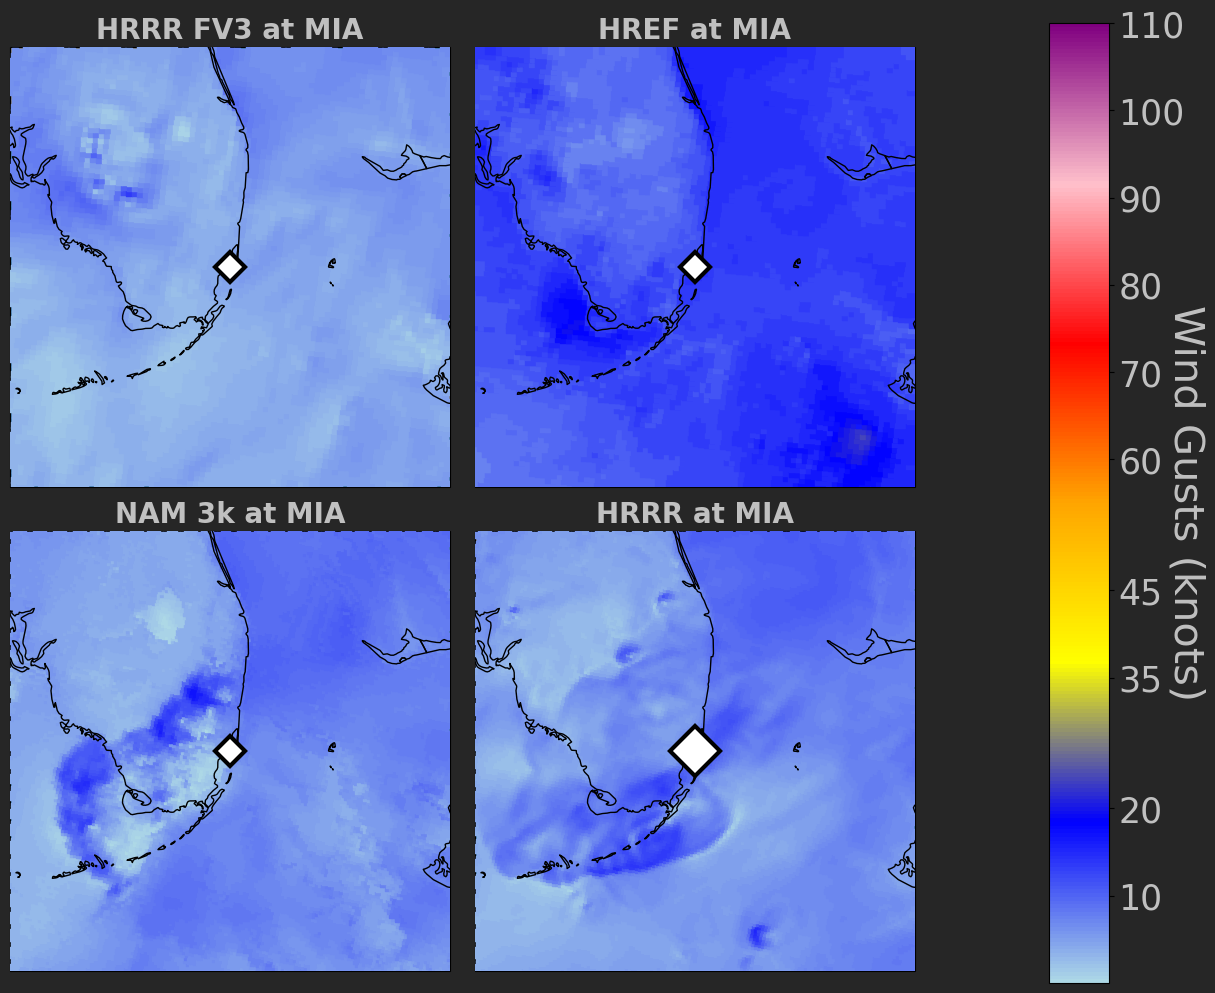 HRRR FV3 at MIA
HREF at MIA
NAM 3k at MIA
HRRR at MIA
110
100
90
80
70
60
45
35
20
10
Wind Gusts (knots)